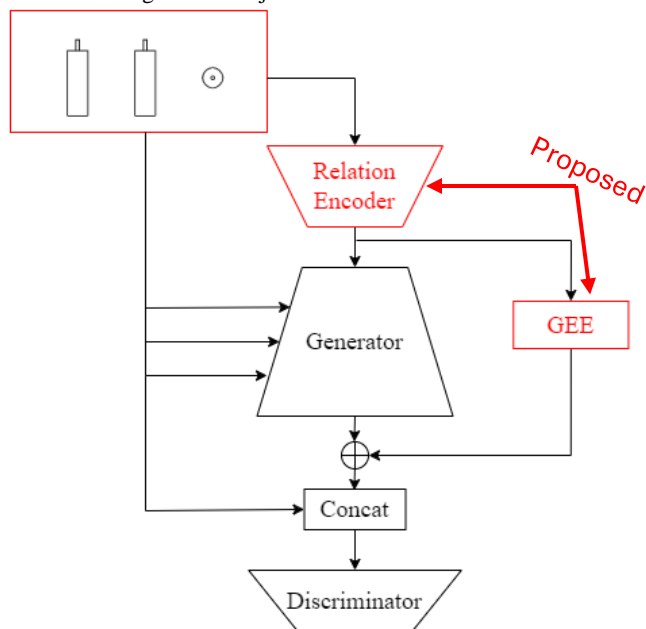 Proposed
Relation
Encoder
GEE
Generator
Concat
Discriminator